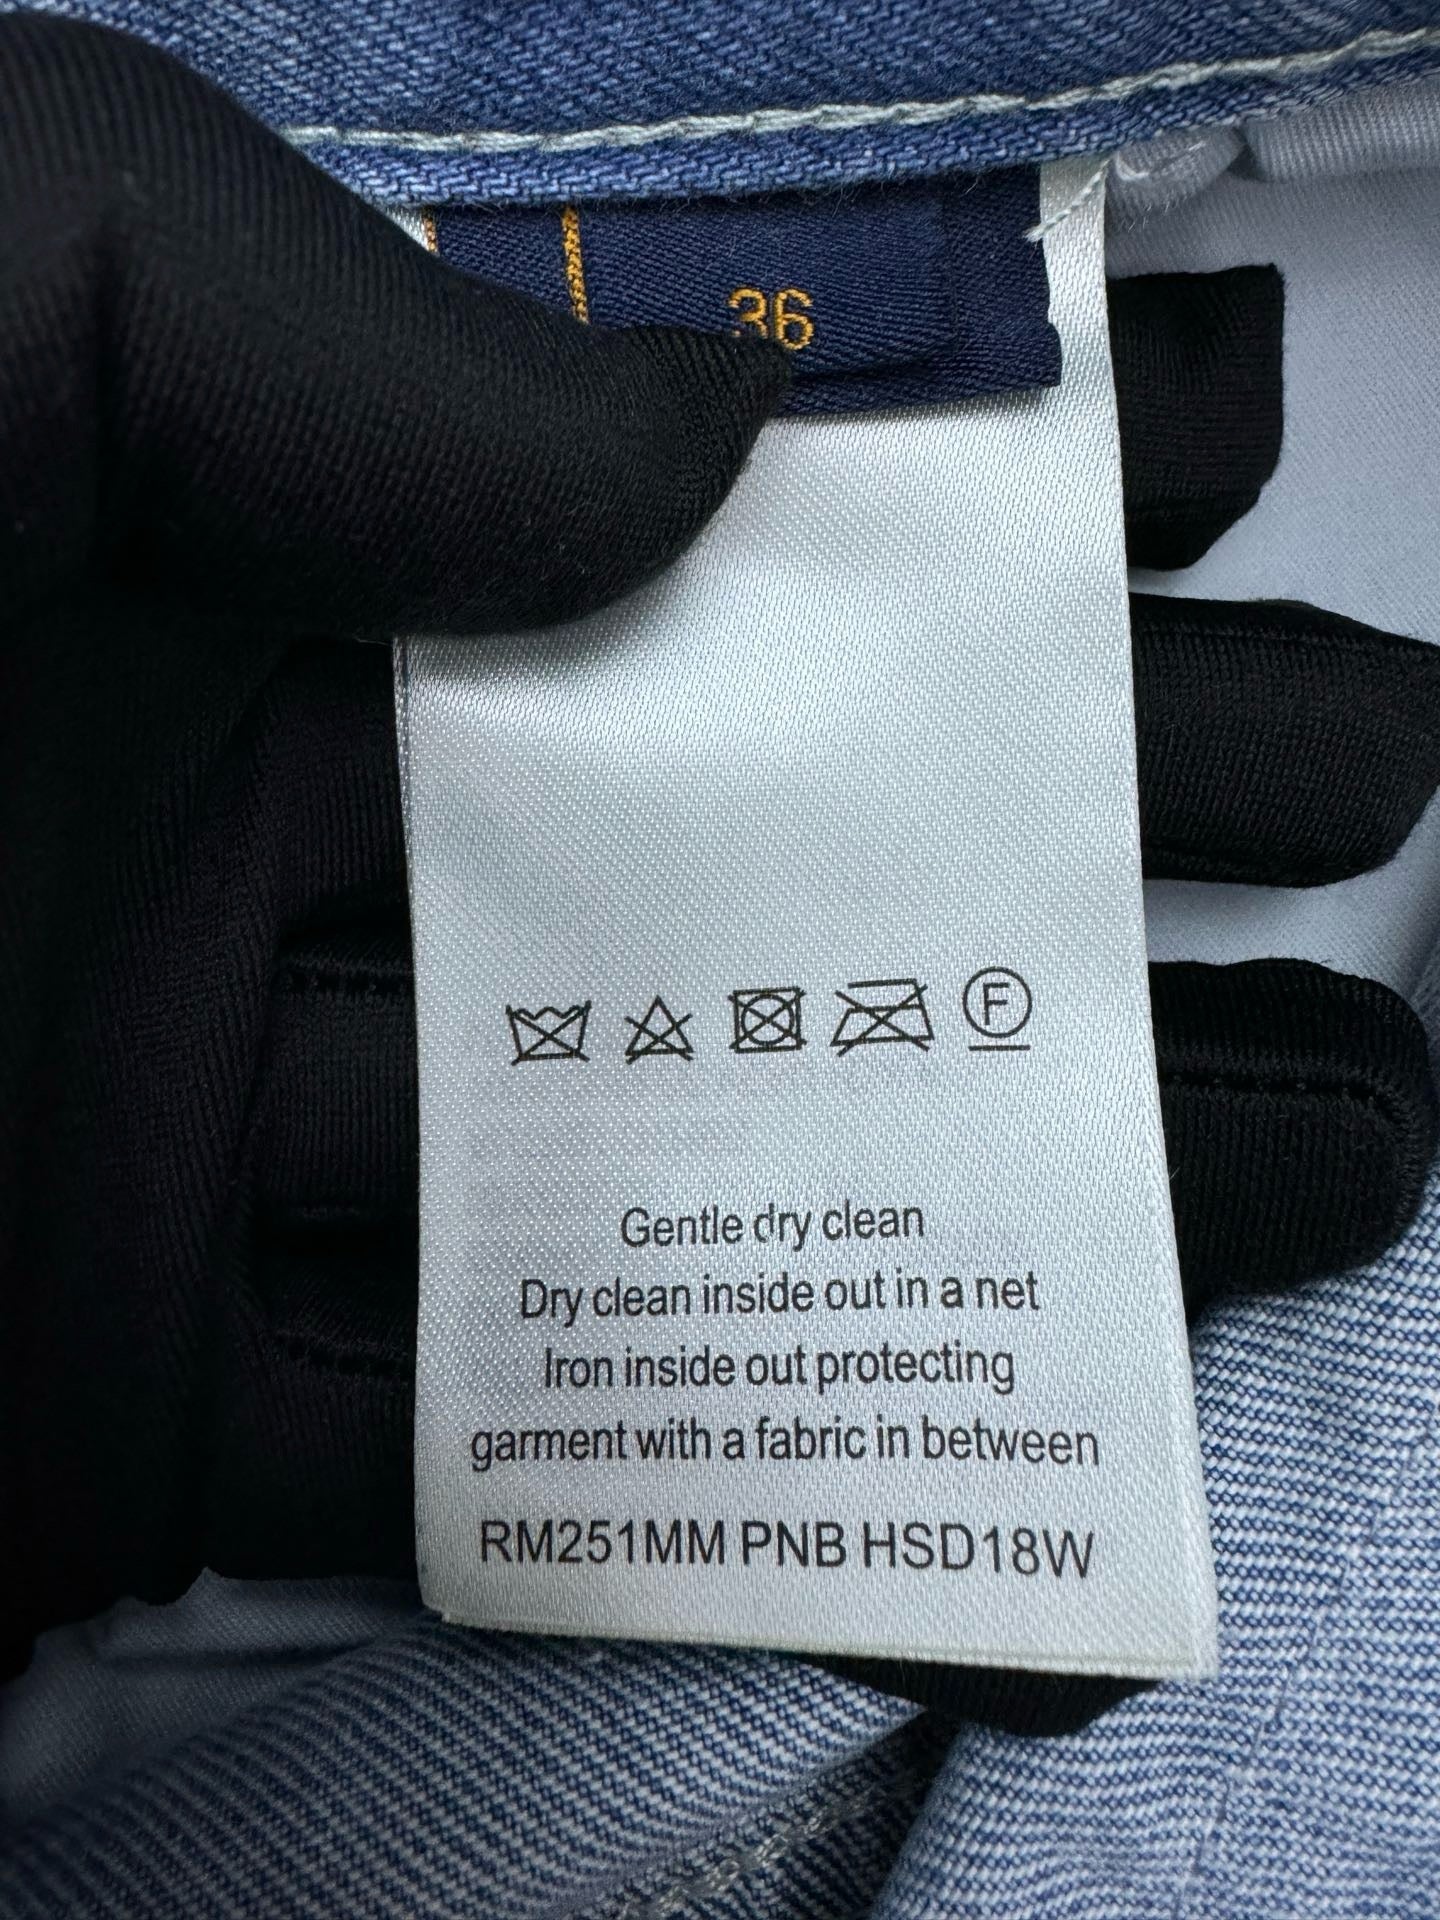 36
F
Gentle dry clean
Dry clean inside out in a net
Iron inside out protecting
garment with a fabric in between
RM251MM PNB HSD18W